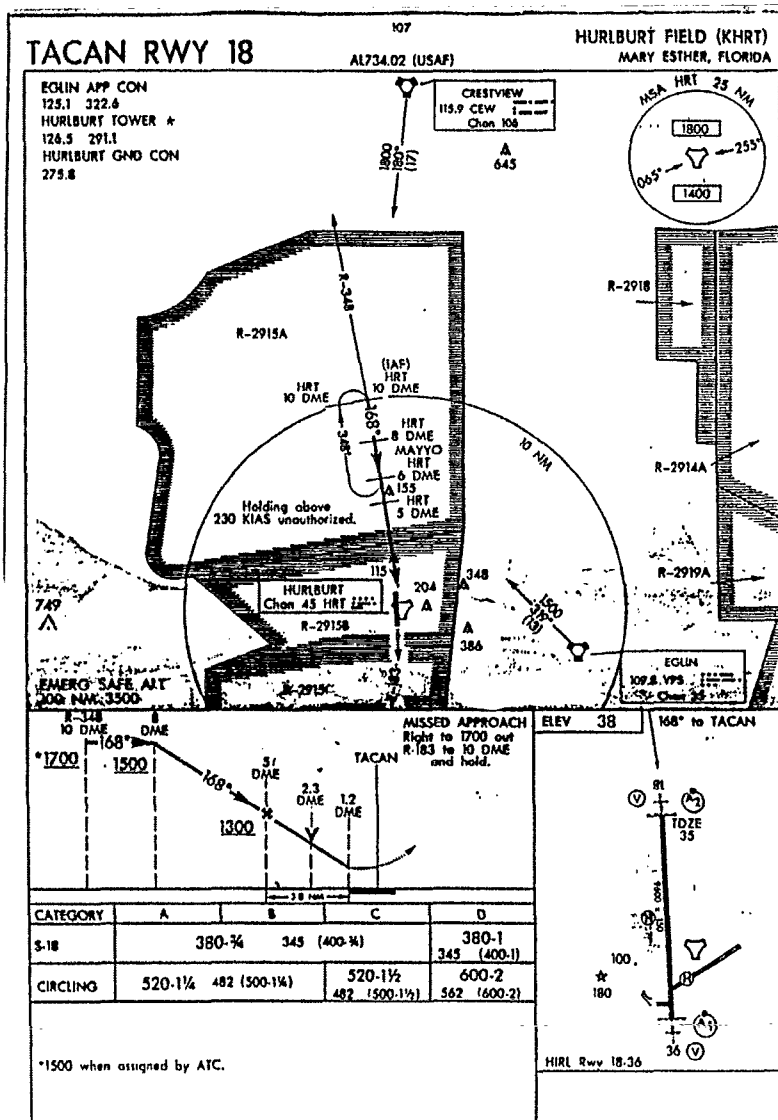 107
TACAN RWY 18
AL734.02 (USAF)
HURLBURT FIELD (KHRT)
MARY ESTHER, FLORIDA
EGLIN APP CON
125.1 322.6
HURLBURT TOWER ★
126.5 291.1
HURLBURT GND CON
275.8
CRESTVIEW
115.9 CEW
Chan 106
645
1800
180°
(17)
MSA HRT 25 NM
1800
255°
065°
1400
R-348
R-2915A
R-2918
(IAF)
HRT
10 DME
HRT
10 DME
168°
348°
HRT
8 DME
MAYYO
HRT
6 DME
155
HRT
5 DME
10 NM
R-2914A
Holding above
230 KIAS unauthorized.
R-2919A
115
HURLBURT
Chan 45 HRT
204
348
1500
(13)
R-2915B
386
749
EGLIN
109.8 VPS
EMERG SAFE ALT
100 NM 3500
R-2915C
R-183
R-348
10 DME
8
DME
*1700
168°
1500
168°
5
DME
1300
2.3
DME
1.2
DME
TACAN
3.8 NM
MISSED APPROACH
Right to 1700 out
R-183 to 10 DME
and hold.
ELEV 38
168° to TACAN
18
V
A2
TDZE
35
9600 x 150
H
100
180
H
A1
36
V
HIRL Rwy 18-36
CATEGORY A B C D
S-18 380-¾ 345 (400-¾) 380-1
345 (400-1)
CIRCLING 520-1¼ 482 (500-1¼) 520-1½
482 (500-1½) 600-2
562 (600-2)
*1500 when assigned by ATC.